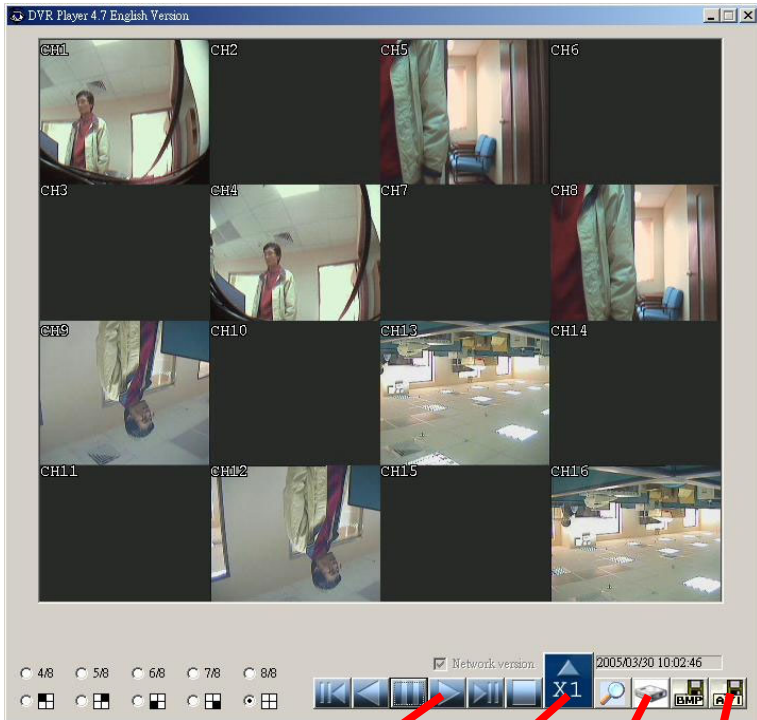 DVR Player 4.7 English Version
CH1 CH2 CH5 CH6
CH3 CH4 CH7 CH8
CH9 CH10 CH13 CH14
CH11 CH12 CH15 CH16
Network version
2005/03/30 10:02:46
4/8 5/8 6/8 7/8 8/8
X1
BMP
AVI